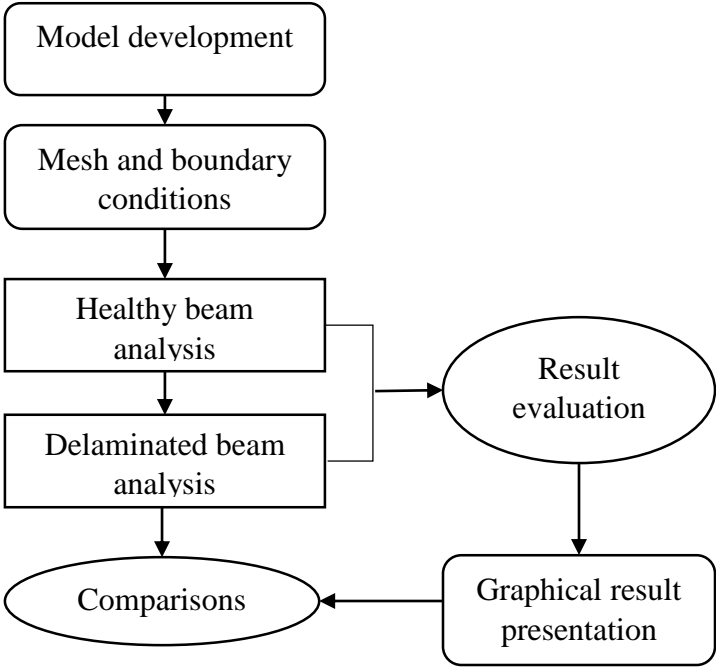 Model development
Mesh and boundary
conditions
Healthy beam
analysis
Delaminated beam
analysis
Comparisons
Result
evaluation
Graphical result
presentation